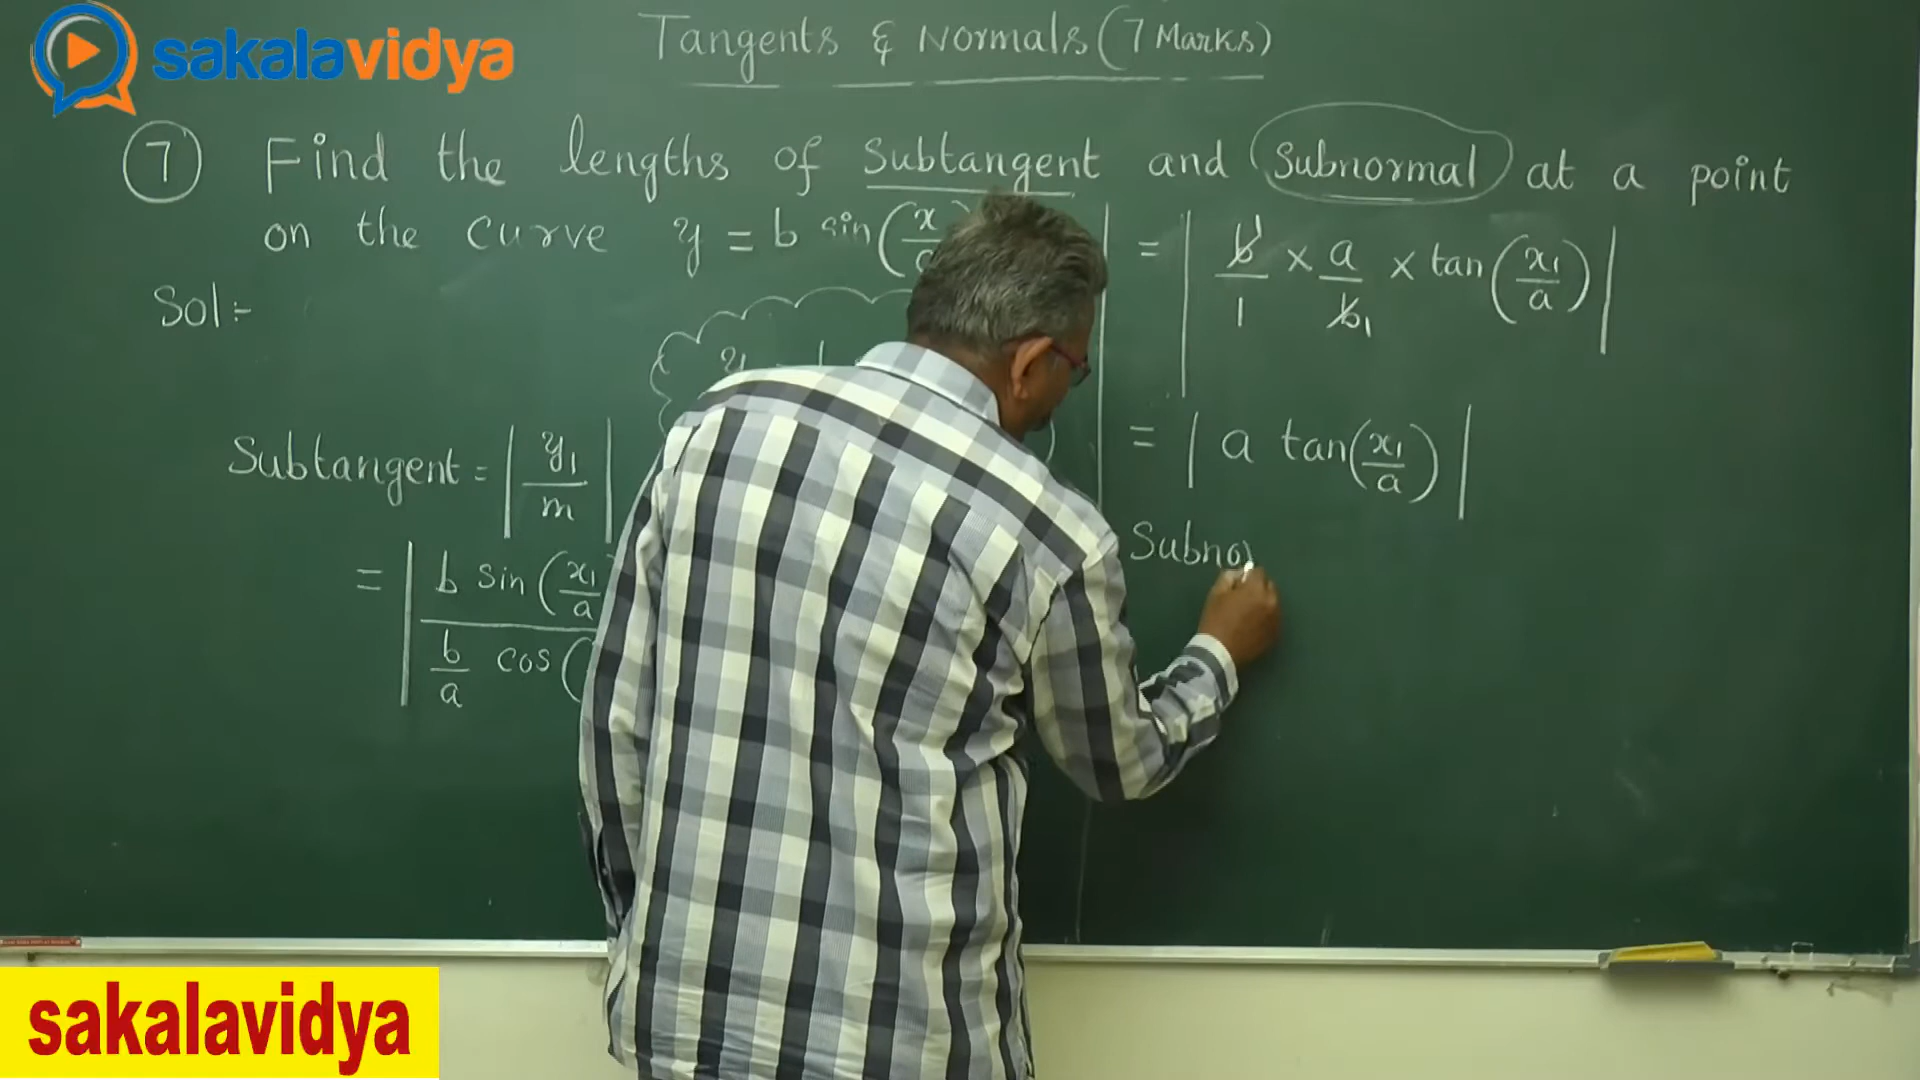 sakalavidya
Tangents & Normals (7 Marks)
7 Find the lengths of Subtangent and Subnormal at a point
on the curve y = b sin(x/
Sol:-
= | b/1 × a/b1 × tan(x1/a) |
Subtangent = | y1/m |
= | a tan(x1/a) |
= | b sin(x1/a
b/a cos(
Subno
sakalavidya